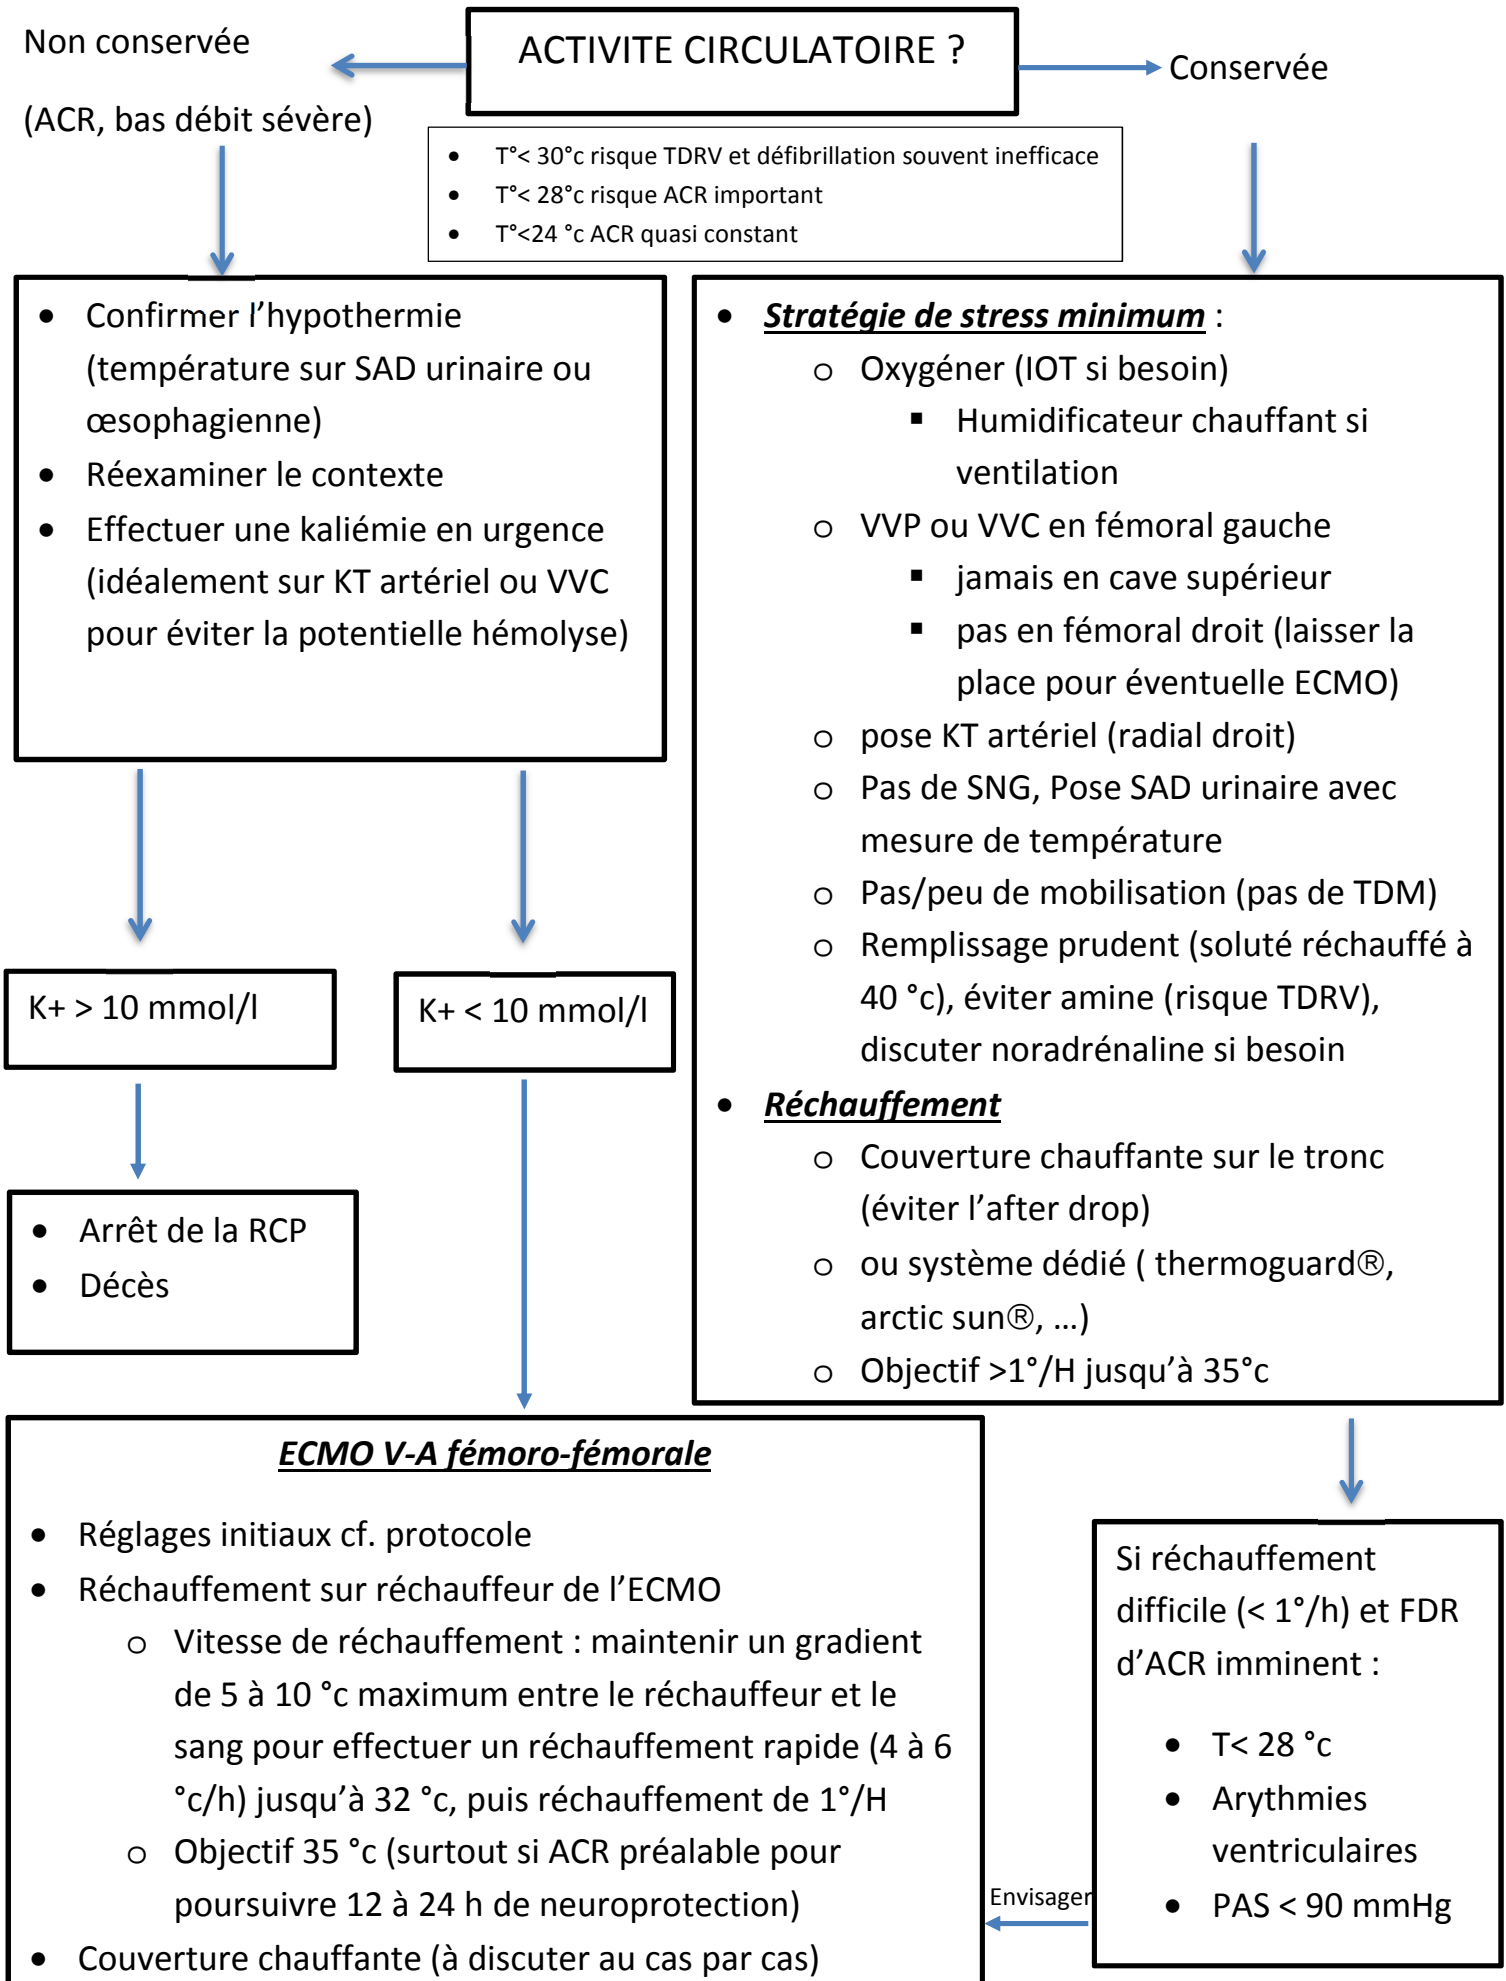 ACTIVITE CIRCULATOIRE ?
Non conservée
(ACR, bas débit sévère)
Conservée
• T°< 30°c risque TDRV et défibrillation souvent inefficace
• T°< 28°c risque ACR important
• T°<24 °c ACR quasi constant
• Confirmer l’hypothermie
(température sur SAD urinaire ou
œsophagienne)
• Réexaminer le contexte
• Effectuer une kaliémie en urgence
(idéalement sur KT artériel ou VVC
pour éviter la potentielle hémolyse)
K+ > 10 mmol/l
K+ < 10 mmol/l
• Arrêt de la RCP
• Décès
• Stratégie de stress minimum :
o Oxygéner (IOT si besoin)
▪ Humidificateur chauffant si
ventilation
o VVP ou VVC en fémoral gauche
▪ jamais en cave supérieur
▪ pas en fémoral droit (laisser la
place pour éventuelle ECMO)
o pose KT artériel (radial droit)
o Pas de SNG, Pose SAD urinaire avec
mesure de température
o Pas/peu de mobilisation (pas de TDM)
o Remplissage prudent (soluté réchauffé à
40 °c), éviter amine (risque TDRV),
discuter noradrénaline si besoin
• Réchauffement
o Couverture chauffante sur le tronc
(éviter l’after drop)
o ou système dédié ( thermoguard®,
arctic sun®, …)
o Objectif >1°/H jusqu’à 35°c
ECMO V-A fémoro-fémorale
• Réglages initiaux cf. protocole
• Réchauffement sur réchauffeur de l’ECMO
o Vitesse de réchauffement : maintenir un gradient
de 5 à 10 °c maximum entre le réchauffeur et le
sang pour effectuer un réchauffement rapide (4 à 6
°c/h) jusqu’à 32 °c, puis réchauffement de 1°/H
o Objectif 35 °c (surtout si ACR préalable pour
poursuivre 12 à 24 h de neuroprotection)
• Couverture chauffante (à discuter au cas par cas)
Envisager
Si réchauffement
difficile (< 1°/h) et FDR
d’ACR imminent :
• T< 28 °c
• Arythmies
ventriculaires
• PAS < 90 mmHg